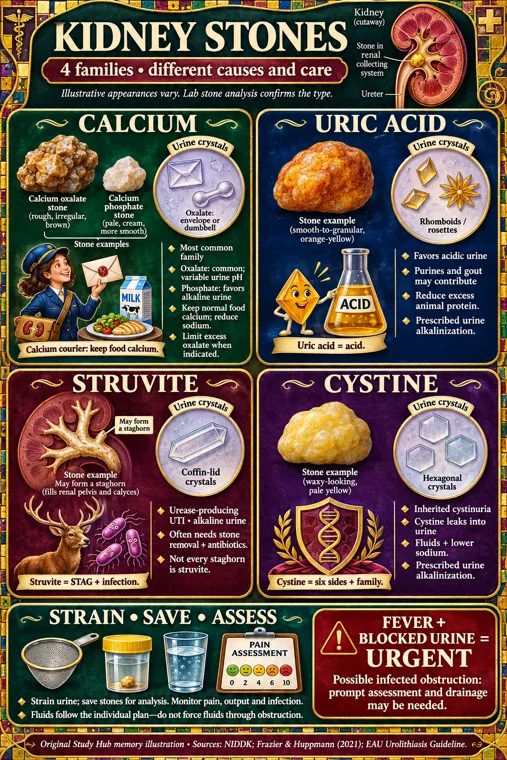 KIDNEY STONES
4 families • different causes and care
Illustrative appearances vary. Lab stone analysis confirms the type.
Kidney
(cutaway)
Stone in
renal
collecting
system
Ureter
CALCIUM
Calcium oxalate
stone
(rough, irregular,
brown)
Calcium
phosphate
stone
(pale, cream,
more smooth)
Stone examples
Urine crystals
Oxalate:
envelope or
dumbbell
MILK
Calcium courier: keep food calcium.
Most common
family
Oxalate: common;
variable urine pH
Phosphate: favors
alkaline urine
Keep normal food
calcium; reduce
sodium.
Limit excess
oxalate when
indicated.
URIC ACID
Stone example
(smooth-to-granular,
orange-yellow)
Urine crystals
Rhomboids /
rosettes
ACID
Uric acid = acid.
Favors acidic urine
Purines and gout
may contribute
Reduce excess
animal protein.
Prescribed urine
alkalinization.
STRUVITE
May form
a staghorn
Stone example
May form a staghorn
(fills renal pelvis and calyces)
Urine crystals
Coffin-lid
crystals
Struvite = STAG + infection.
Urease-producing
UTI • alkaline urine
Often needs stone
removal + antibiotics.
Not every staghorn
is struvite.
CYSTINE
Stone example
(waxy-looking,
pale yellow)
Urine crystals
Hexagonal
crystals
Cystine = six sides + family.
Inherited cystinuria
Cystine leaks into
urine
Fluids + lower
sodium.
Prescribed urine
alkalinization.
STRAIN • SAVE • ASSESS
PAIN
ASSESSMENT
0 2 4 6 10
Strain urine; save stones for analysis. Monitor pain, output and infection.
Fluids follow the individual plan—do not force fluids through obstruction.
FEVER +
BLOCKED URINE =
URGENT
Possible infected obstruction:
prompt assessment and drainage
may be needed.
Original Study Hub memory illustration • Sources: NIDDK; Frazier & Huppmann (2021); EAU Urolithiasis Guideline.